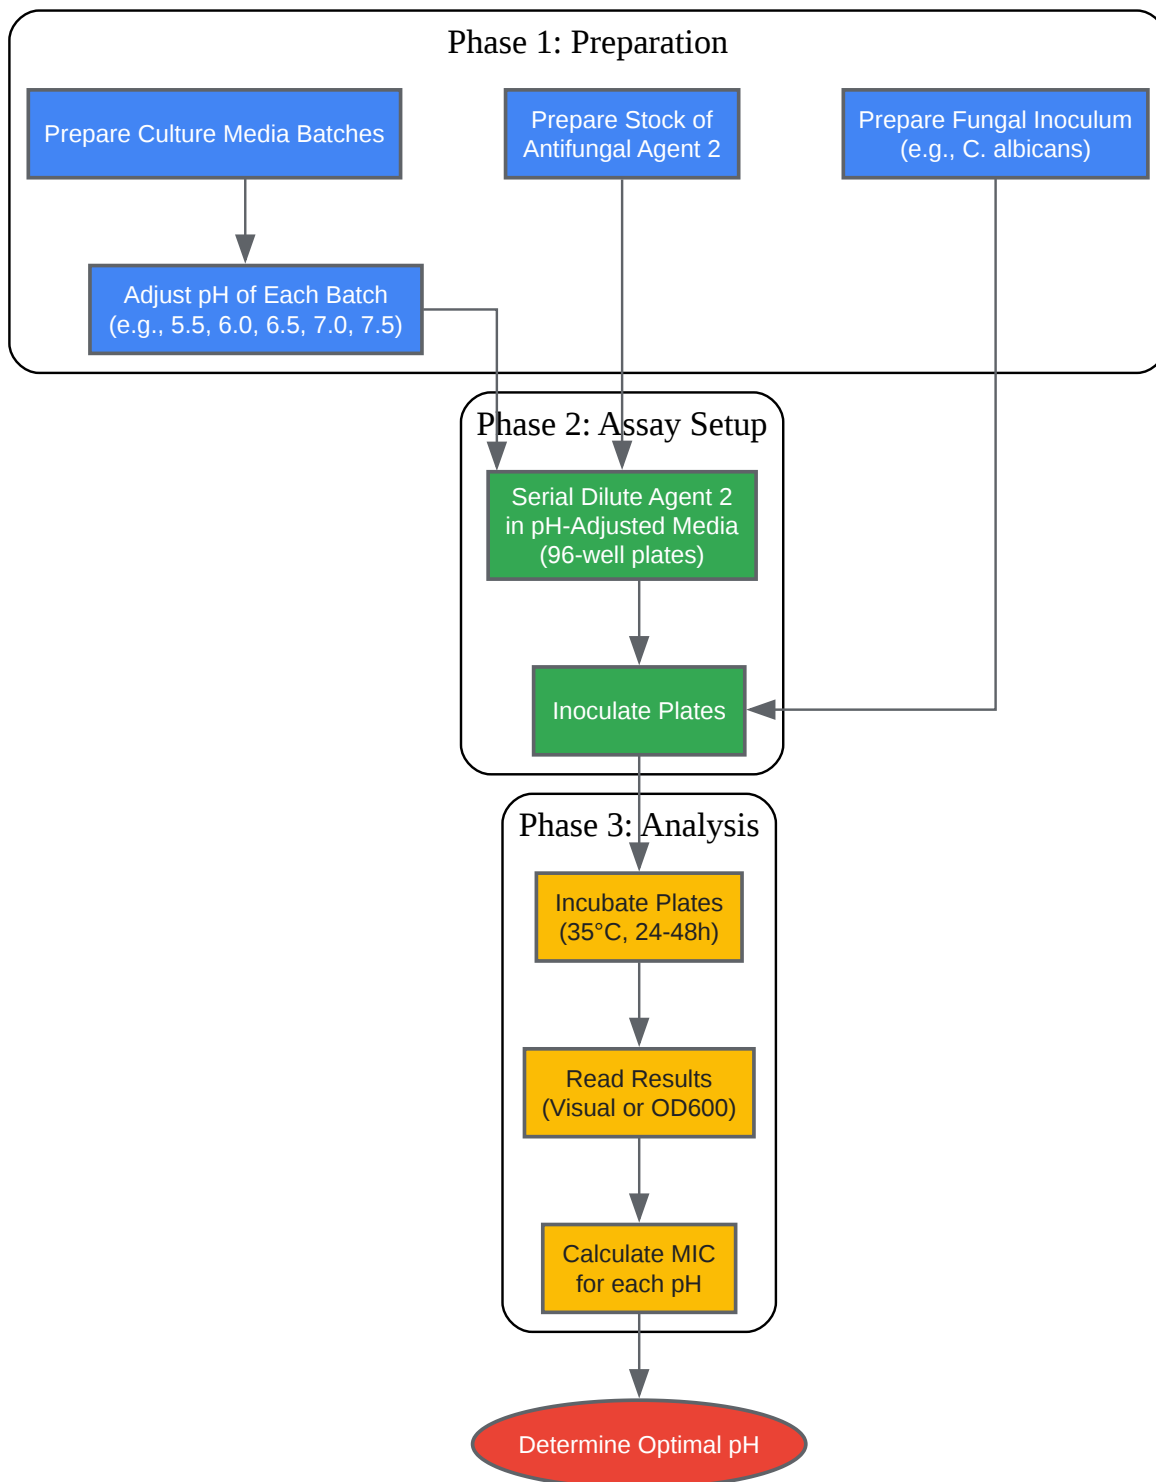 Phase 1: Preparation
Prepare Culture Media Batches
Prepare Stock of
Antifungal Agent 2
Prepare Fungal Inoculum
(e.g., C. albicans)
Adjust pH of Each Batch
(e.g., 5.5, 6.0, 6.5, 7.0, 7.5)
Phase 2: Assay Setup
Serial Dilute Agent 2
in pH-Adjusted Media
(96-well plates)
Inoculate Plates
Phase 3: Analysis
Incubate Plates
(35°C, 24-48h)
Read Results
(Visual or OD600)
Calculate MIC
for each pH
Determine Optimal pH